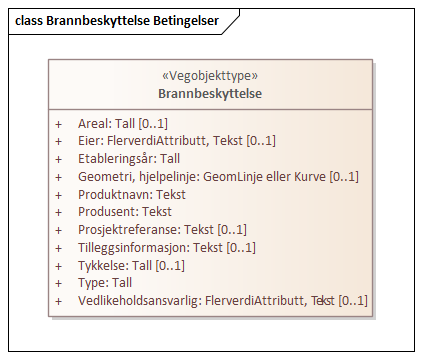 class Brannbeskyttelse Betingelser
«Vegobjekttype»
Brannbeskyttelse
+ Areal: Tall [0..1]
+ Eier: FlerverdiAttributt, Tekst [0..1]
+ Etableringsår: Tall
+ Geometri, hjelpelinje: GeomLinje eller Kurve [0..1]
+ Produktnavn: Tekst
+ Produsent: Tekst
+ Prosjektreferanse: Tekst [0..1]
+ Tilleggsinformasjon: Tekst [0..1]
+ Tykkelse: Tall [0..1]
+ Type: Tall
+ Vedlikeholdsansvarlig: FlerverdiAttributt, Tekst [0..1]